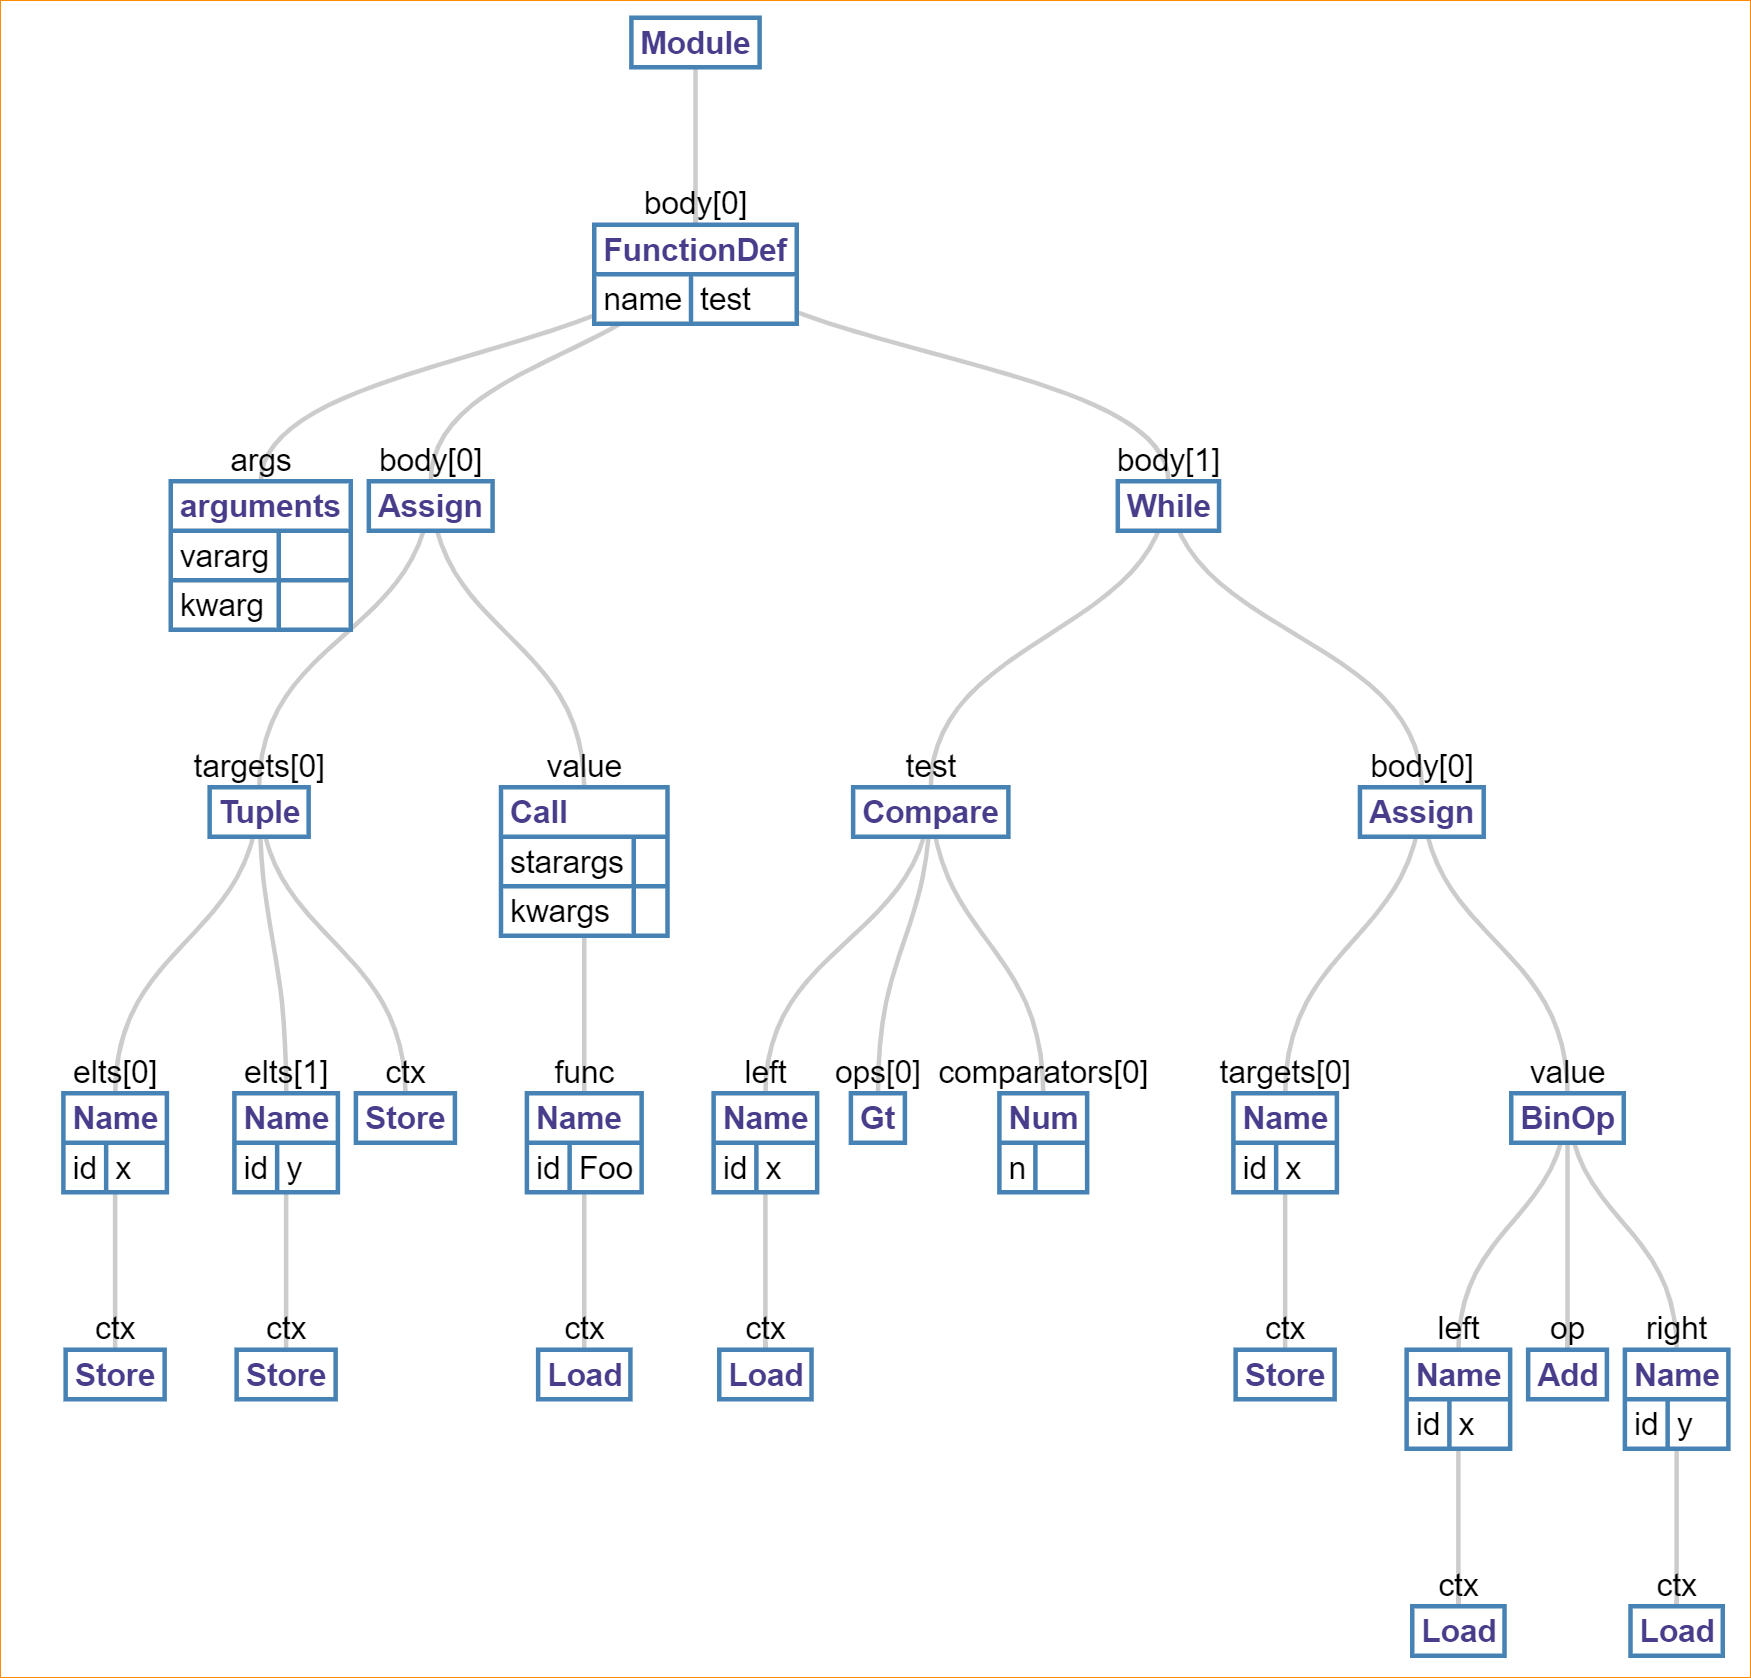 Module
body[0]
FunctionDef
name test
args body[0] body[1]
arguments Assign While
vararg
kwarg
targets[0] value test body[0]
Tuple Call Compare Assign
starargs
kwargs
elts[0] elts[1] ctx func left ops[0] comparators[0] targets[0] value
Name Name Store Name Name Gt Num Name BinOp
id x id y id Foo id x n id x
ctx ctx ctx ctx ctx left op right
Store Store Load Load Store Name Add Name
id x id y
ctx ctx
Load Load